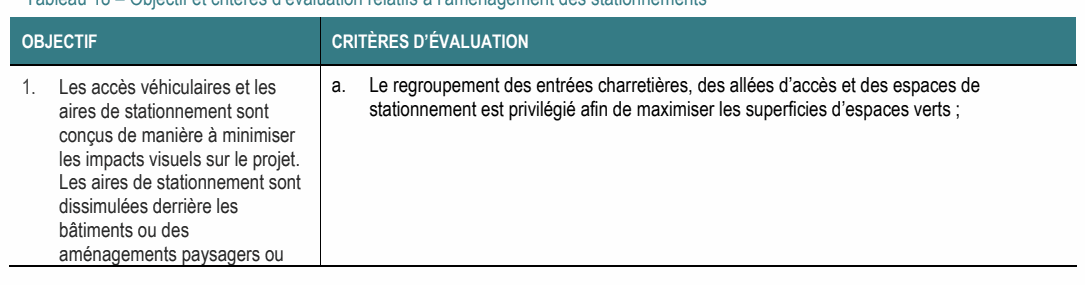 Tableau 16 – Objectif et critères d'évaluation relatifs à l'aménagement des stationnements
OBJECTIF
CRITÈRES D'ÉVALUATION
1. Les accès véhiculaires et les
aires de stationnement sont
conçus de manière à minimiser
les impacts visuels sur le projet.
Les aires de stationnement sont
dissimulées derrière les
bâtiments ou des
aménagements paysagers ou
a. Le regroupement des entrées charretières, des allées d'accès et des espaces de
stationnement est privilégié afin de maximiser les superficies d'espaces verts ;